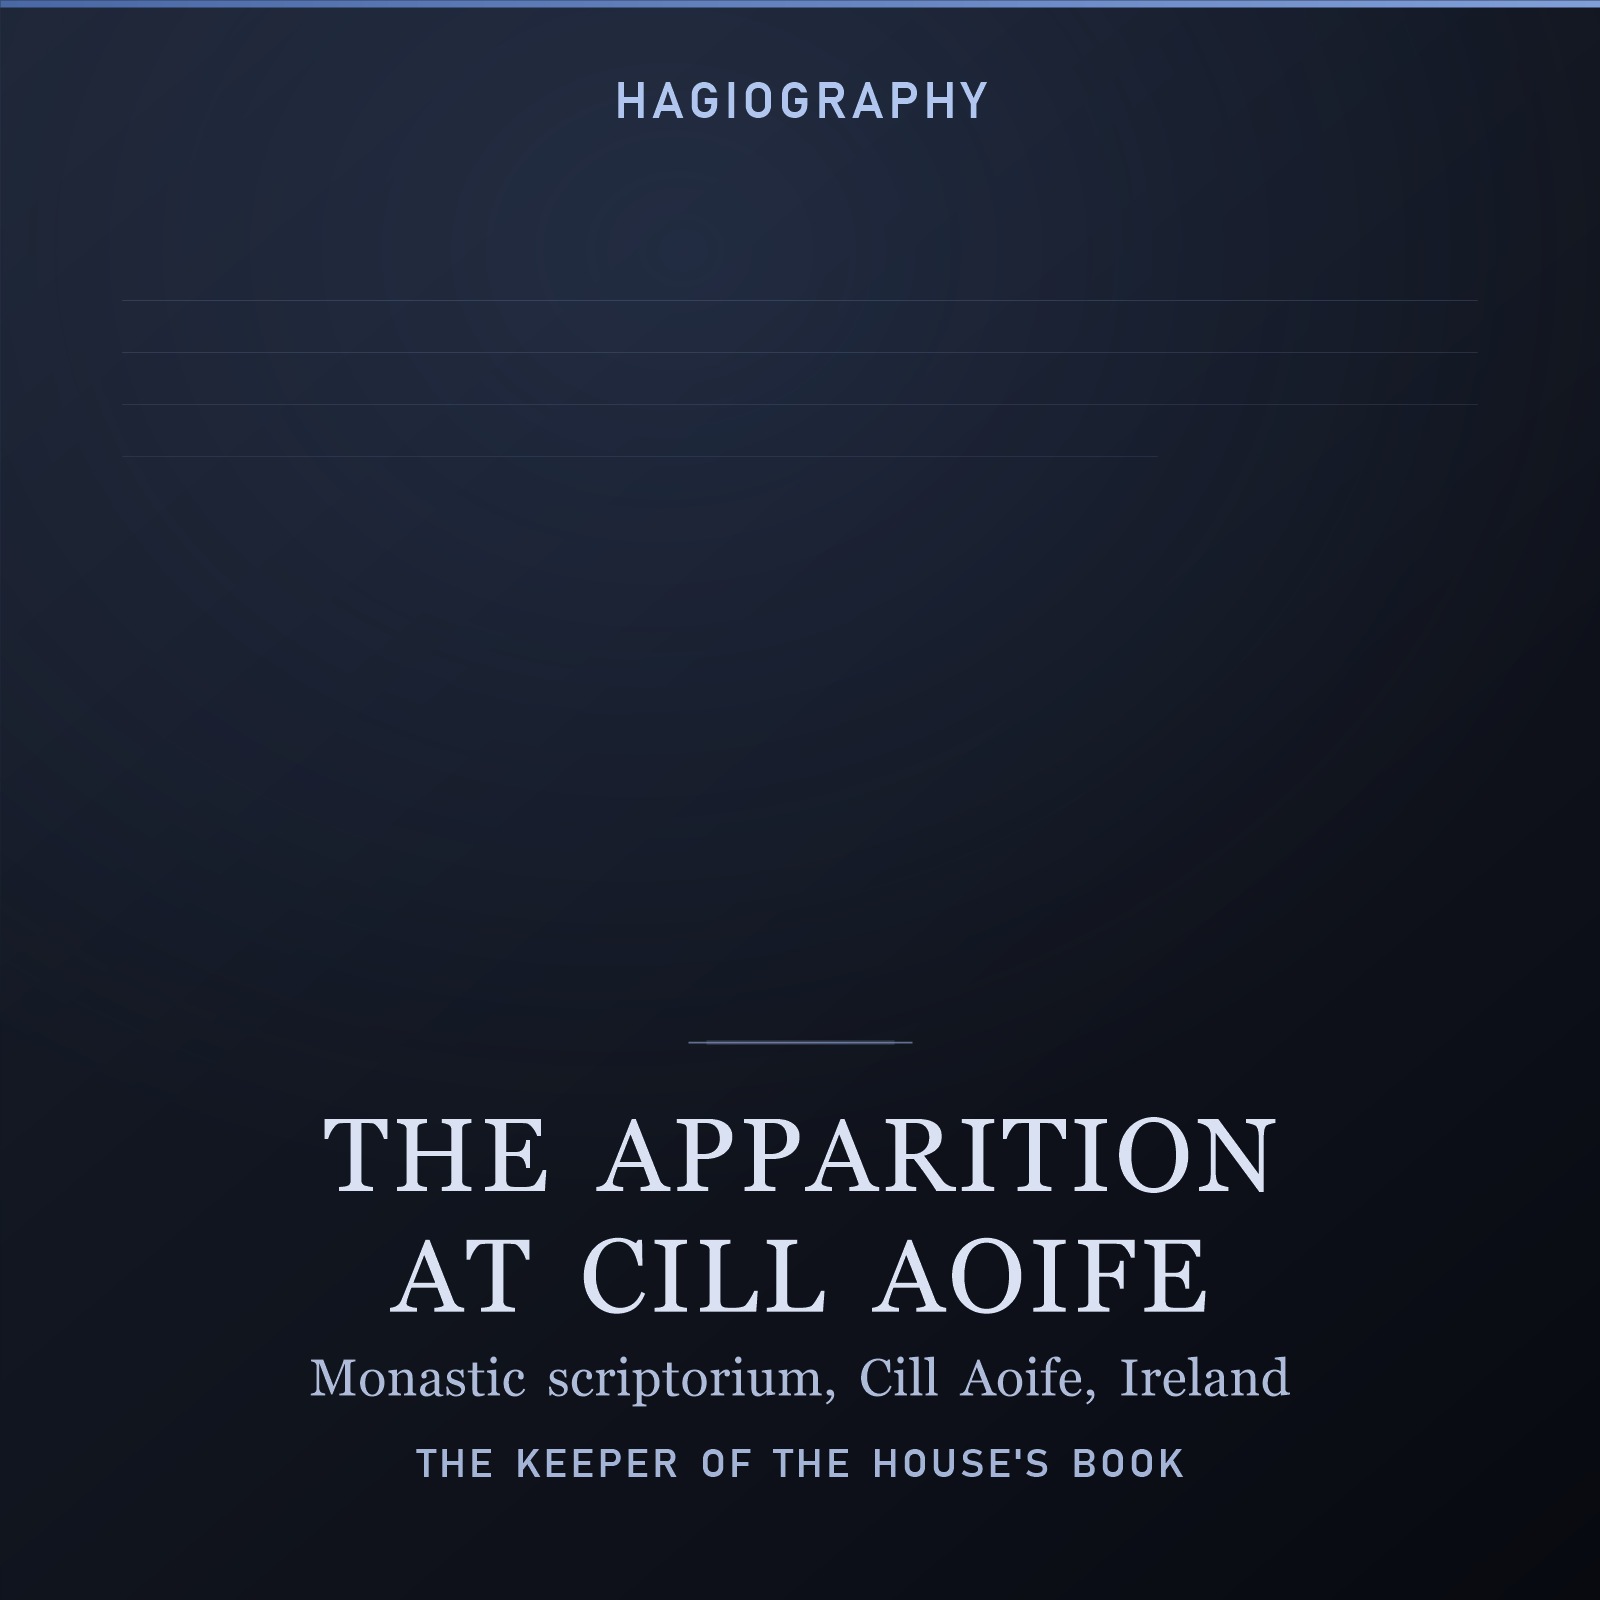 HAGIOGRAPHY
THE APPARITION
AT CILL AOIFE
Monastic scriptorium, Cill Aoife, Ireland
THE KEEPER OF THE HOUSE'S BOOK